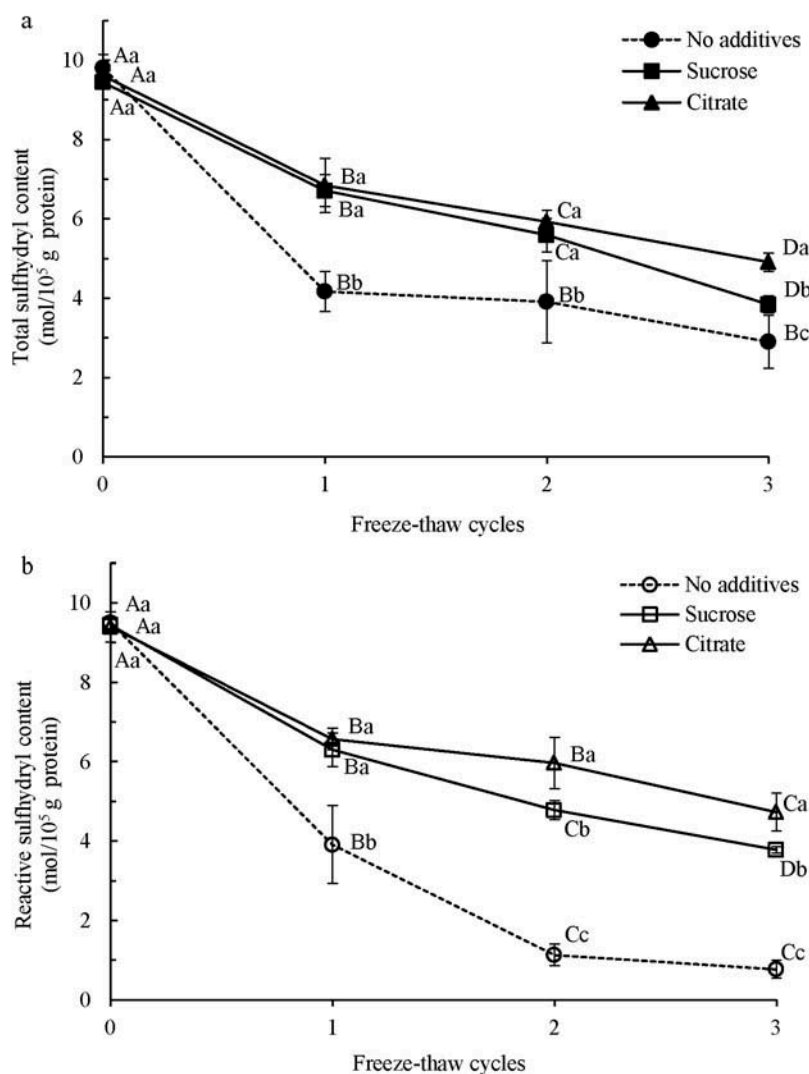 a
Total sulfhydryl content
(mol/10⁵ g protein)
10
8
6
4
2
0
No additives
Sucrose
Citrate
Aa
Aa
Aa
Ba
Ba
Bb
Ca
Ca
Bb
Da
Db
Bc
0
1
2
3
Freeze-thaw cycles
b
Reactive sulfhydryl content
(mol/10⁵ g protein)
10
8
6
4
2
0
No additives
Sucrose
Citrate
Aa
Aa
Aa
Ba
Ba
Bb
Ba
Cb
Cc
Ca
Db
Cc
0
1
2
3
Freeze-thaw cycles